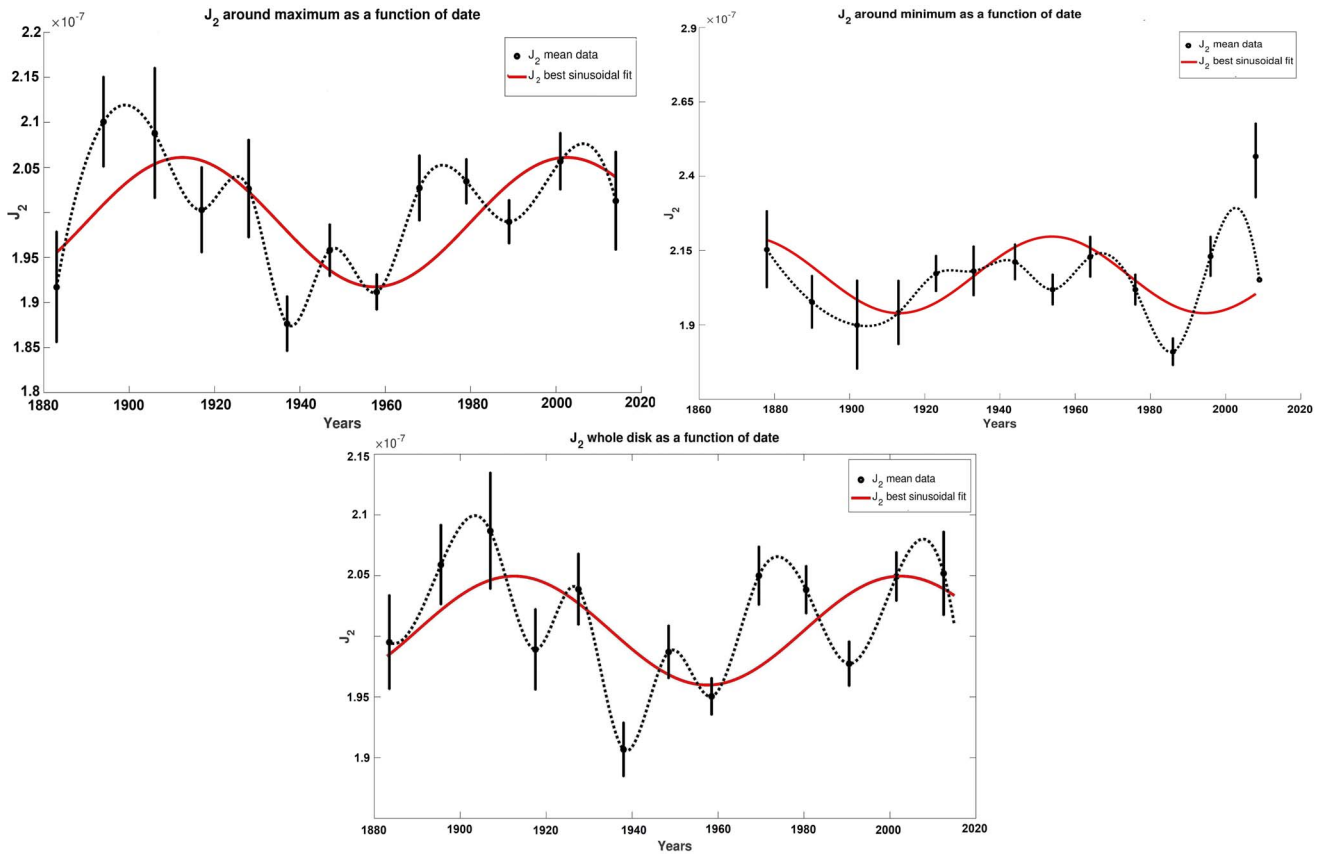 J₂ around maximum as a function of date
×10⁻⁷
2.2
2.15
2.1
2.05
2
1.95
1.9
1.85
1.8
J₂
1880 1900 1920 1940 1960 1980 2000 2020
Years
J₂ mean data
J₂ best sinusoidal fit
J₂ around minimum as a function of date
×10⁻⁷
2.9
2.65
2.4
2.15
1.9
J₂
1860 1880 1900 1920 1940 1960 1980 2000 2020
Years
J₂ mean data
J₂ best sinusoidal fit
J₂ whole disk as a function of date
×10⁻⁷
2.15
2.1
2.05
2
1.95
1.9
J₂
1880 1900 1920 1940 1960 1980 2000 2020
Years
J₂ mean data
J₂ best sinusoidal fit